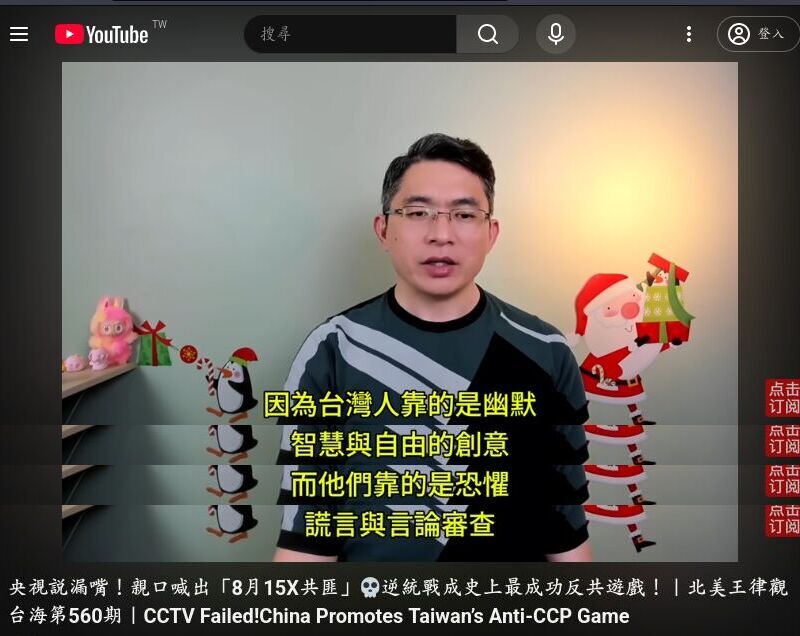 YouTube TW
搜尋
登入
因為台灣人靠的是幽默
点击
订阅
智慧與自由的創意
点击
订阅
而他們靠的是恐懼
点击
订阅
謊言與言論審查
点击
订阅
央視説漏嘴！親口喊出「8月15X共匪」💀逆統戰成史上最成功反共遊戲！｜北美王律觀
台海第560期｜CCTV Failed!China Promotes Taiwan’s Anti-CCP Game